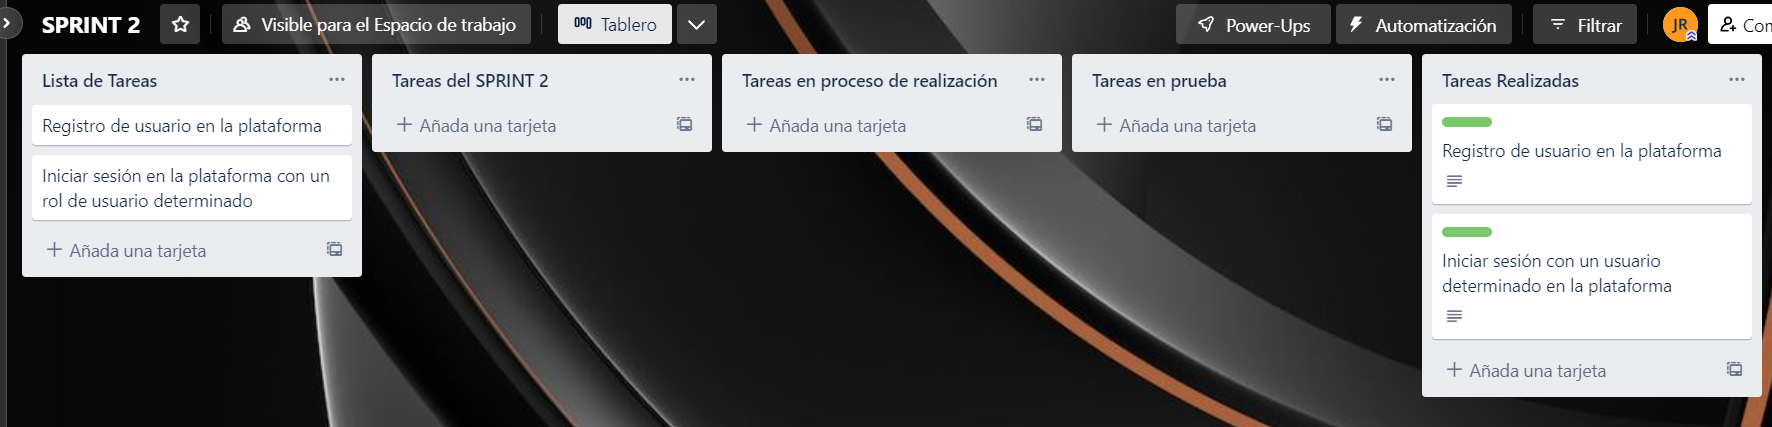 SPRINT 2
Visible para el Espacio de trabajo
Tablero
Power-Ups
Automatización
Filtrar
JR
Lista de Tareas
Registro de usuario en la plataforma
Iniciar sesión en la plataforma con un
rol de usuario determinado
+ Añada una tarjeta
Tareas del SPRINT 2
+ Añada una tarjeta
Tareas en proceso de realización
+ Añada una tarjeta
Tareas en prueba
+ Añada una tarjeta
Tareas Realizadas
Registro de usuario en la plataforma
Iniciar sesión con un usuario
determinado en la plataforma
+ Añada una tarjeta